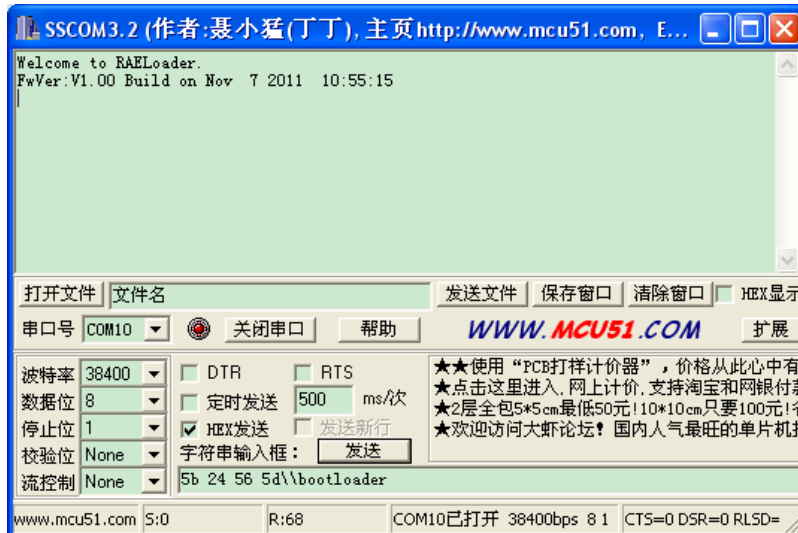 SSCOM3.2 (作者:聂小猛(丁丁), 主页http://www.mcu51.com, E...
Welcome to RAELoader.
FwVer:V1.00 Build on Nov 7 2011 10:55:15
打开文件 文件名 发送文件 保存窗口 清除窗口 HEX显示
串口号 COM10 关闭串口 帮助 WWW.MCU51.COM 扩展
波特率 38400 DTR RTS
数据位 8 定时发送 500 ms/次
停止位 1 HEX发送 发送新行
校验位 None 字符串输入框: 发送
流控制 None 5b 24 56 5d\\bootloader
★★使用“PCB打样计价器”,价格从此心中有
★点击这里进入,网上计价,支持淘宝和网银付
★2层全包5*5cm最低50元!10*10cm只要100元!
★欢迎访问大虾论坛!国内人气最旺的单片机
www.mcu51.com S:0 R:68 COM10已打开 38400bps 8 1 CTS=0 DSR=0 RLSD=